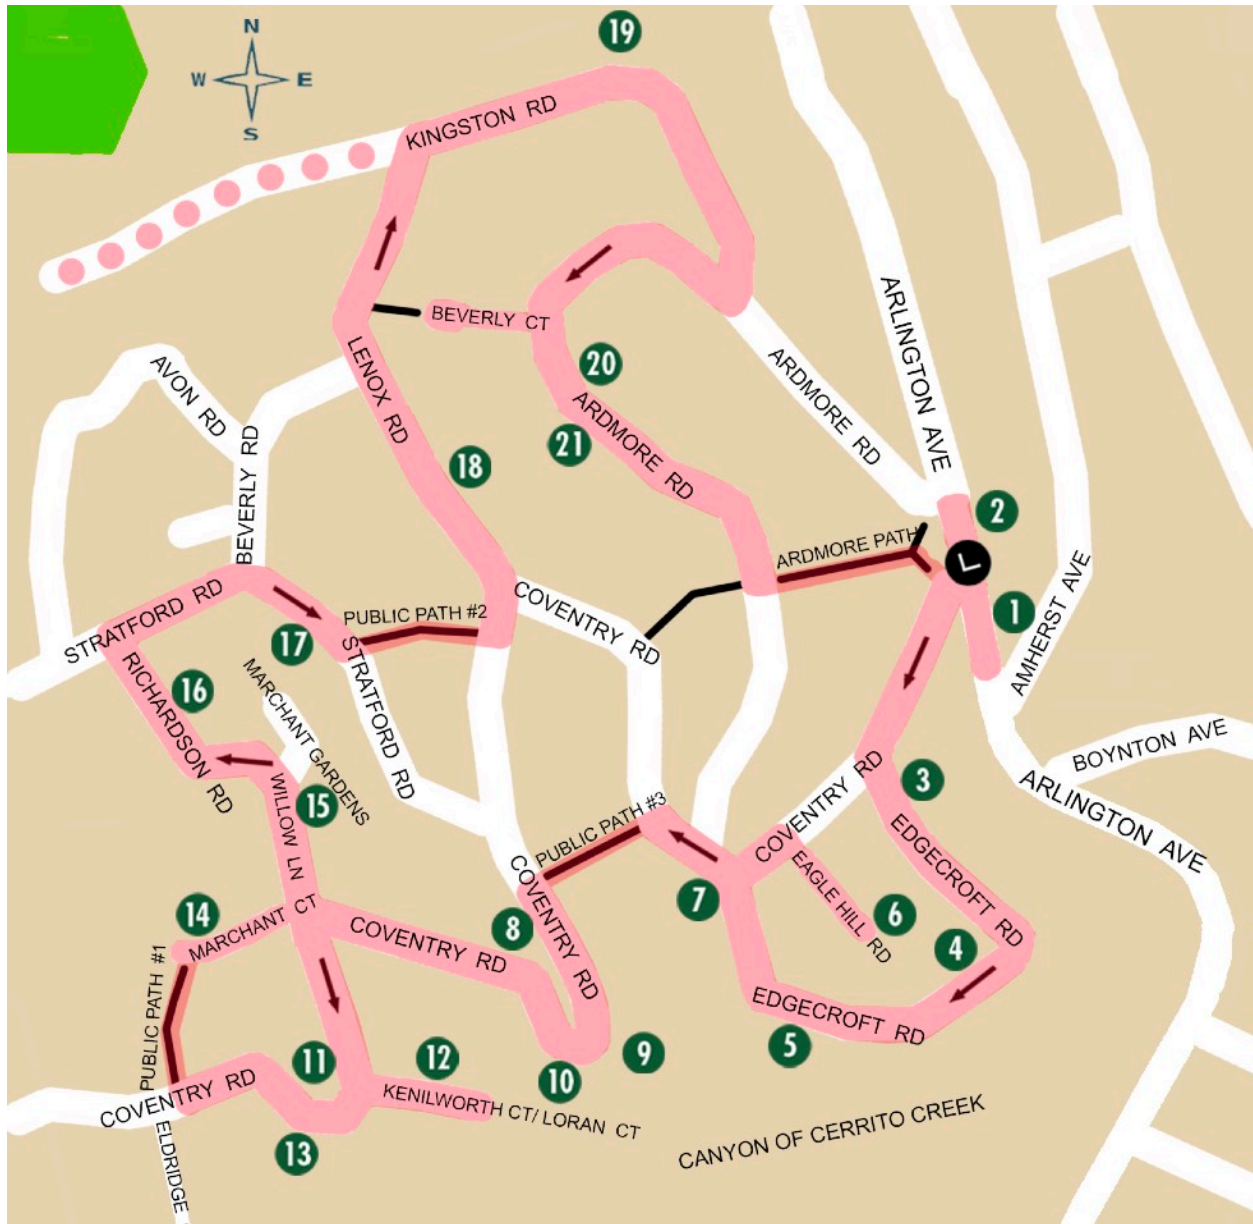 N
W E
S
19
KINGSTON RD
ARLINGTON AVE
BEVERLY CT
LENOX RD
AVON RD
20
ARDMORE RD
ARDMORE RD
21
BEVERLY RD
18
2
L
ARDMORE PATH
1
AMHERST AVE
STRATFORD RD
PUBLIC PATH #2
COVENTRY RD
17
STRATFORD RD
RICHARDSON RD
16
MARCHANT GARDENS
BOYNTON AVE
COVENTRY RD
3
ARLINGTON AVE
15
WILLOW LN
PUBLIC PATH #3
EDGECROFT RD
EAGLE HILL RD
7
6
14
MARCHANT CT
8
COVENTRY RD
COVENTRY RD
4
PUBLIC PATH #1
EDGECROFT RD
5
9
10
11
12
KENILWORTH CT/ LORAN CT
COVENTRY RD
13
ELDRIDGE
CANYON OF CERRITO CREEK